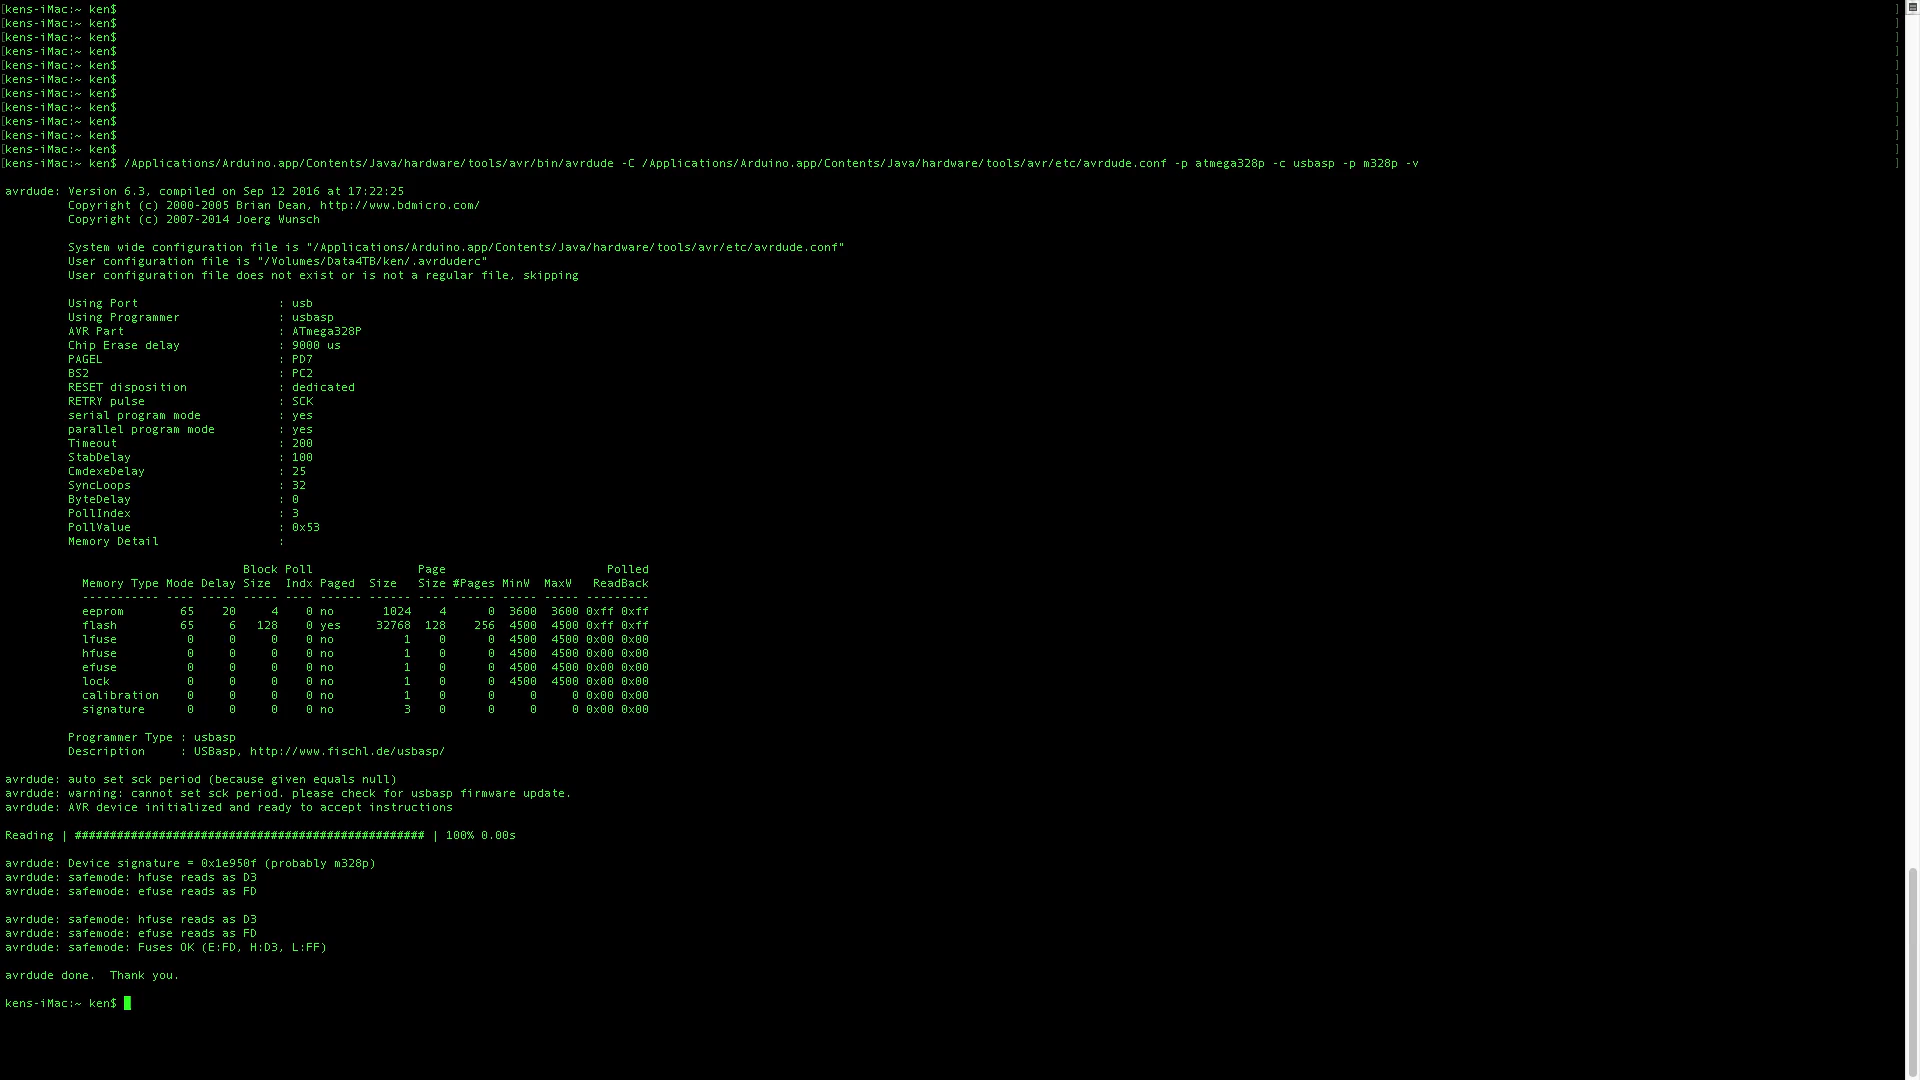 [kens-iMac:~ ken$ ]
[kens-iMac:~ ken$ ]
[kens-iMac:~ ken$ ]
[kens-iMac:~ ken$ ]
[kens-iMac:~ ken$ ]
[kens-iMac:~ ken$ ]
[kens-iMac:~ ken$ ]
[kens-iMac:~ ken$ ]
[kens-iMac:~ ken$ ]
[kens-iMac:~ ken$ ]
[kens-iMac:~ ken$ ]
[kens-iMac:~ ken$ /Applications/Arduino.app/Contents/Java/hardware/tools/avr/bin/avrdude -C /Applications/Arduino.app/Contents/Java/hardware/tools/avr/etc/avrdude.conf -p atmega328p -c usbasp -p m328p -v ]
avrdude: Version 6.3, compiled on Sep 12 2016 at 17:22:25
Copyright (c) 2000-2005 Brian Dean, http://www.bdmicro.com/
Copyright (c) 2007-2014 Joerg Wunsch
System wide configuration file is "/Applications/Arduino.app/Contents/Java/hardware/tools/avr/etc/avrdude.conf"
User configuration file is "/Volumes/Data4TB/ken/.avrduderc"
User configuration file does not exist or is not a regular file, skipping
Using Port : usb
Using Programmer : usbasp
AVR Part : ATmega328P
Chip Erase delay : 9000 us
PAGEL : PD7
BS2 : PC2
RESET disposition : dedicated
RETRY pulse : SCK
serial program mode : yes
parallel program mode : yes
Timeout : 200
StabDelay : 100
CmdexeDelay : 25
SyncLoops : 32
ByteDelay : 0
PollIndex : 3
PollValue : 0x53
Memory Detail :
Block Poll Page Polled
Memory Type Mode Delay Size Indx Paged Size Size #Pages MinW MaxW ReadBack
----------- ---- ----- ----- ---- ------ ------ ---- ------ ----- ----- ---------
eeprom 65 20 4 0 no 1024 4 0 3600 3600 0xff 0xff
flash 65 6 128 0 yes 32768 128 256 4500 4500 0xff 0xff
lfuse 0 0 0 0 no 1 0 0 4500 4500 0x00 0x00
hfuse 0 0 0 0 no 1 0 0 4500 4500 0x00 0x00
efuse 0 0 0 0 no 1 0 0 4500 4500 0x00 0x00
lock 0 0 0 0 no 1 0 0 4500 4500 0x00 0x00
calibration 0 0 0 0 no 1 0 0 0 0 0x00 0x00
signature 0 0 0 0 no 3 0 0 0 0 0x00 0x00
Programmer Type : usbasp
Description : USBasp, http://www.fischl.de/usbasp/
avrdude: auto set sck period (because given equals null)
avrdude: warning: cannot set sck period. please check for usbasp firmware update.
avrdude: AVR device initialized and ready to accept instructions
Reading | ################################################## | 100% 0.00s
avrdude: Device signature = 0x1e950f (probably m328p)
avrdude: safemode: hfuse reads as D3
avrdude: safemode: efuse reads as FD
avrdude: safemode: hfuse reads as D3
avrdude: safemode: efuse reads as FD
avrdude: safemode: Fuses OK (E:FD, H:D3, L:FF)
avrdude done.  Thank you.
kens-iMac:~ ken$